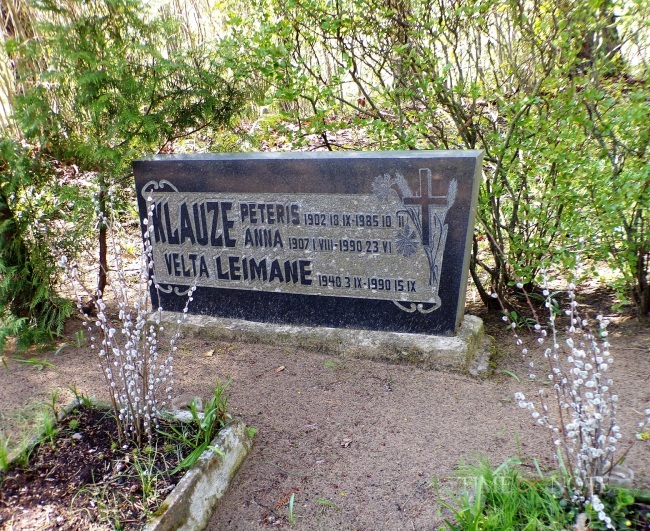 KLAUZE PETERIS 1902 18 IX-1985 10 II
ANNA 1907 1 VIII-1990 23 VI
VELTA LEIMANE 1940 3 IX-1990 15 IX